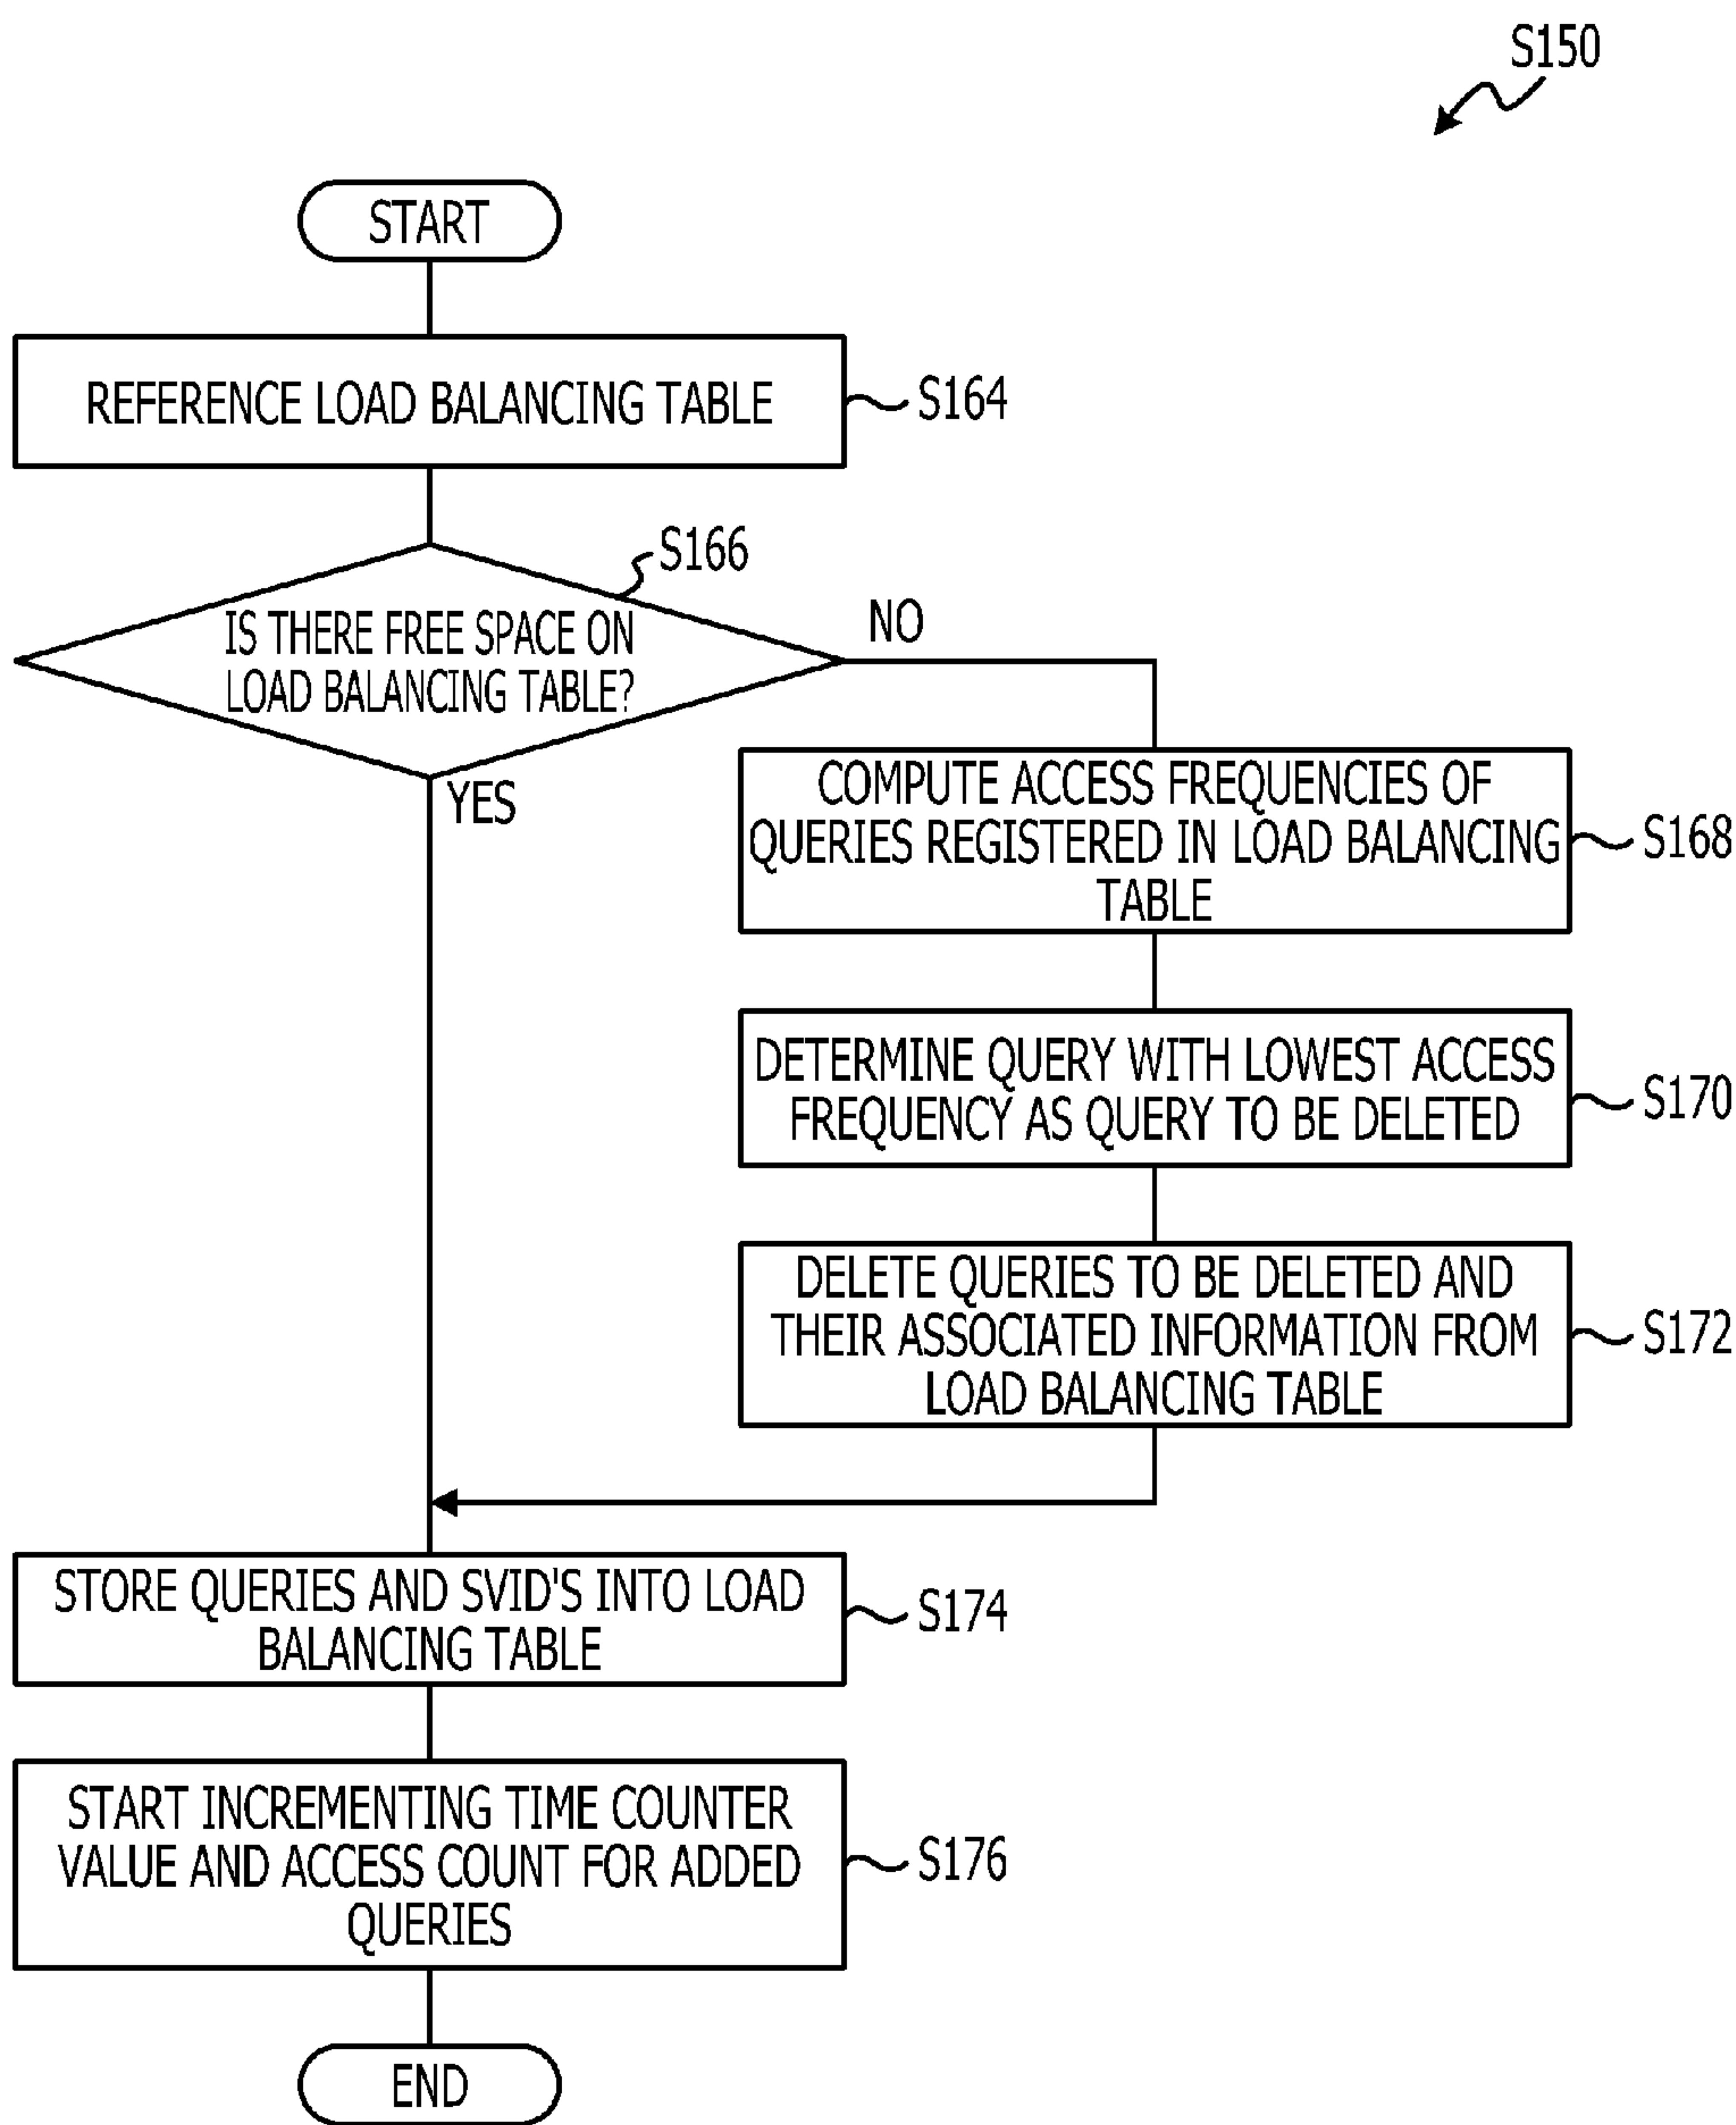 S150
START
REFERENCE LOAD BALANCING TABLE
S164
S166
IS THERE FREE SPACE ON
LOAD BALANCING TABLE?
NO
YES
COMPUTE ACCESS FREQUENCIES OF
QUERIES REGISTERED IN LOAD BALANCING
TABLE
S168
DETERMINE QUERY WITH LOWEST ACCESS
FREQUENCY AS QUERY TO BE DELETED
S170
DELETE QUERIES TO BE DELETED AND
THEIR ASSOCIATED INFORMATION FROM
LOAD BALANCING TABLE
S172
STORE QUERIES AND SVID'S INTO LOAD
BALANCING TABLE
S174
START INCREMENTING TIME COUNTER
VALUE AND ACCESS COUNT FOR ADDED
QUERIES
S176
END